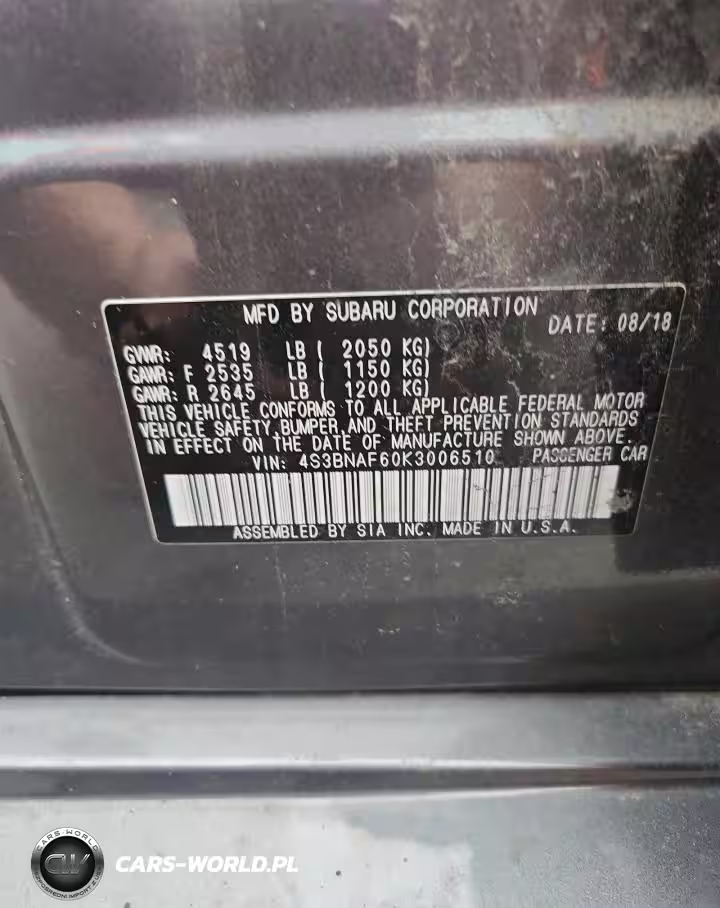 MFD BY SUBARU CORPORATION
DATE: 08/18
GVWR: 4519 LB ( 2050 KG)
GAWR: F 2535 LB ( 1150 KG)
GAWR: R 2645 LB ( 1200 KG)
THIS VEHICLE CONFORMS TO ALL APPLICABLE FEDERAL MOTOR
VEHICLE SAFETY, BUMPER, AND THEFT PREVENTION STANDARDS
IN EFFECT ON THE DATE OF MANUFACTURE SHOWN ABOVE.
VIN: 4S3BNAF60K3006510 PASSENGER CAR
ASSEMBLED BY SIA INC. MADE IN U.S.A.
CARS-WORLD
CW
CARS-WORLD.PL